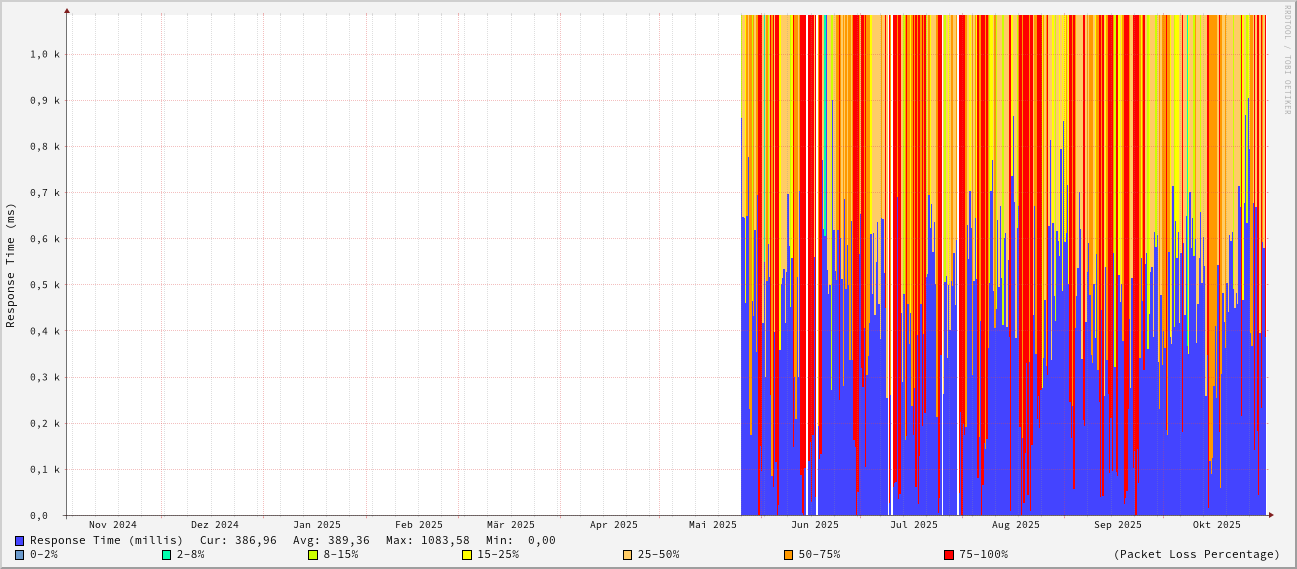 RRDTOOL / TOBI OETIKER
Response Time (ms)
1,0 k
0,9 k
0,8 k
0,7 k
0,6 k
0,5 k
0,4 k
0,3 k
0,2 k
0,1 k
0,0
Nov 2024 Dez 2024 Jan 2025 Feb 2025 Mär 2025 Apr 2025 Mai 2025 Jun 2025 Jul 2025 Aug 2025 Sep 2025 Okt 2025
Response Time (millis) Cur: 386,96 Avg: 389,36 Max: 1083,58 Min: 0,00
0-2% 2-8% 8-15% 15-25% 25-50% 50-75% 75-100% (Packet Loss Percentage)